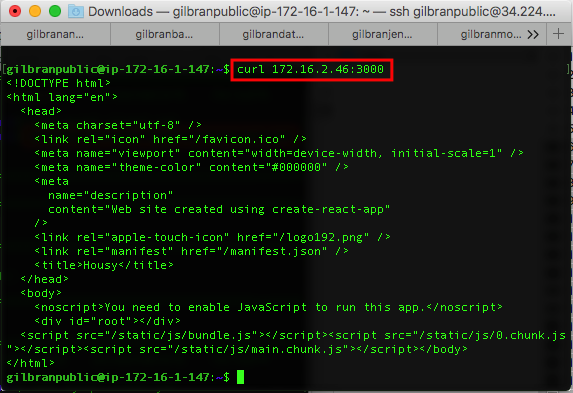 Downloads — gilbranpublic@ip-172-16-1-147: ~ — ssh gilbranpublic@34.224....
gilbranan... gilbranba... gilbrandat... gilbranjen... gilbranmo... >> +
[gilbranpublic@ip-172-16-1-147:~$ curl 172.16.2.46:3000 ]
<!DOCTYPE html>
<html lang="en">
  <head>
    <meta charset="utf-8" />
    <link rel="icon" href="/favicon.ico" />
    <meta name="viewport" content="width=device-width, initial-scale=1" />
    <meta name="theme-color" content="#000000" />
    <meta
      name="description"
      content="Web site created using create-react-app"
    />
    <link rel="apple-touch-icon" href="/logo192.png" />
    <link rel="manifest" href="/manifest.json" />
    <title>Housy</title>
  </head>
  <body>
    <noscript>You need to enable JavaScript to run this app.</noscript>
    <div id="root"></div>
  <script src="/static/js/bundle.js"></script><script src="/static/js/0.chunk.js
"></script><script src="/static/js/main.chunk.js"></script></body>
</html>
gilbranpublic@ip-172-16-1-147:~$